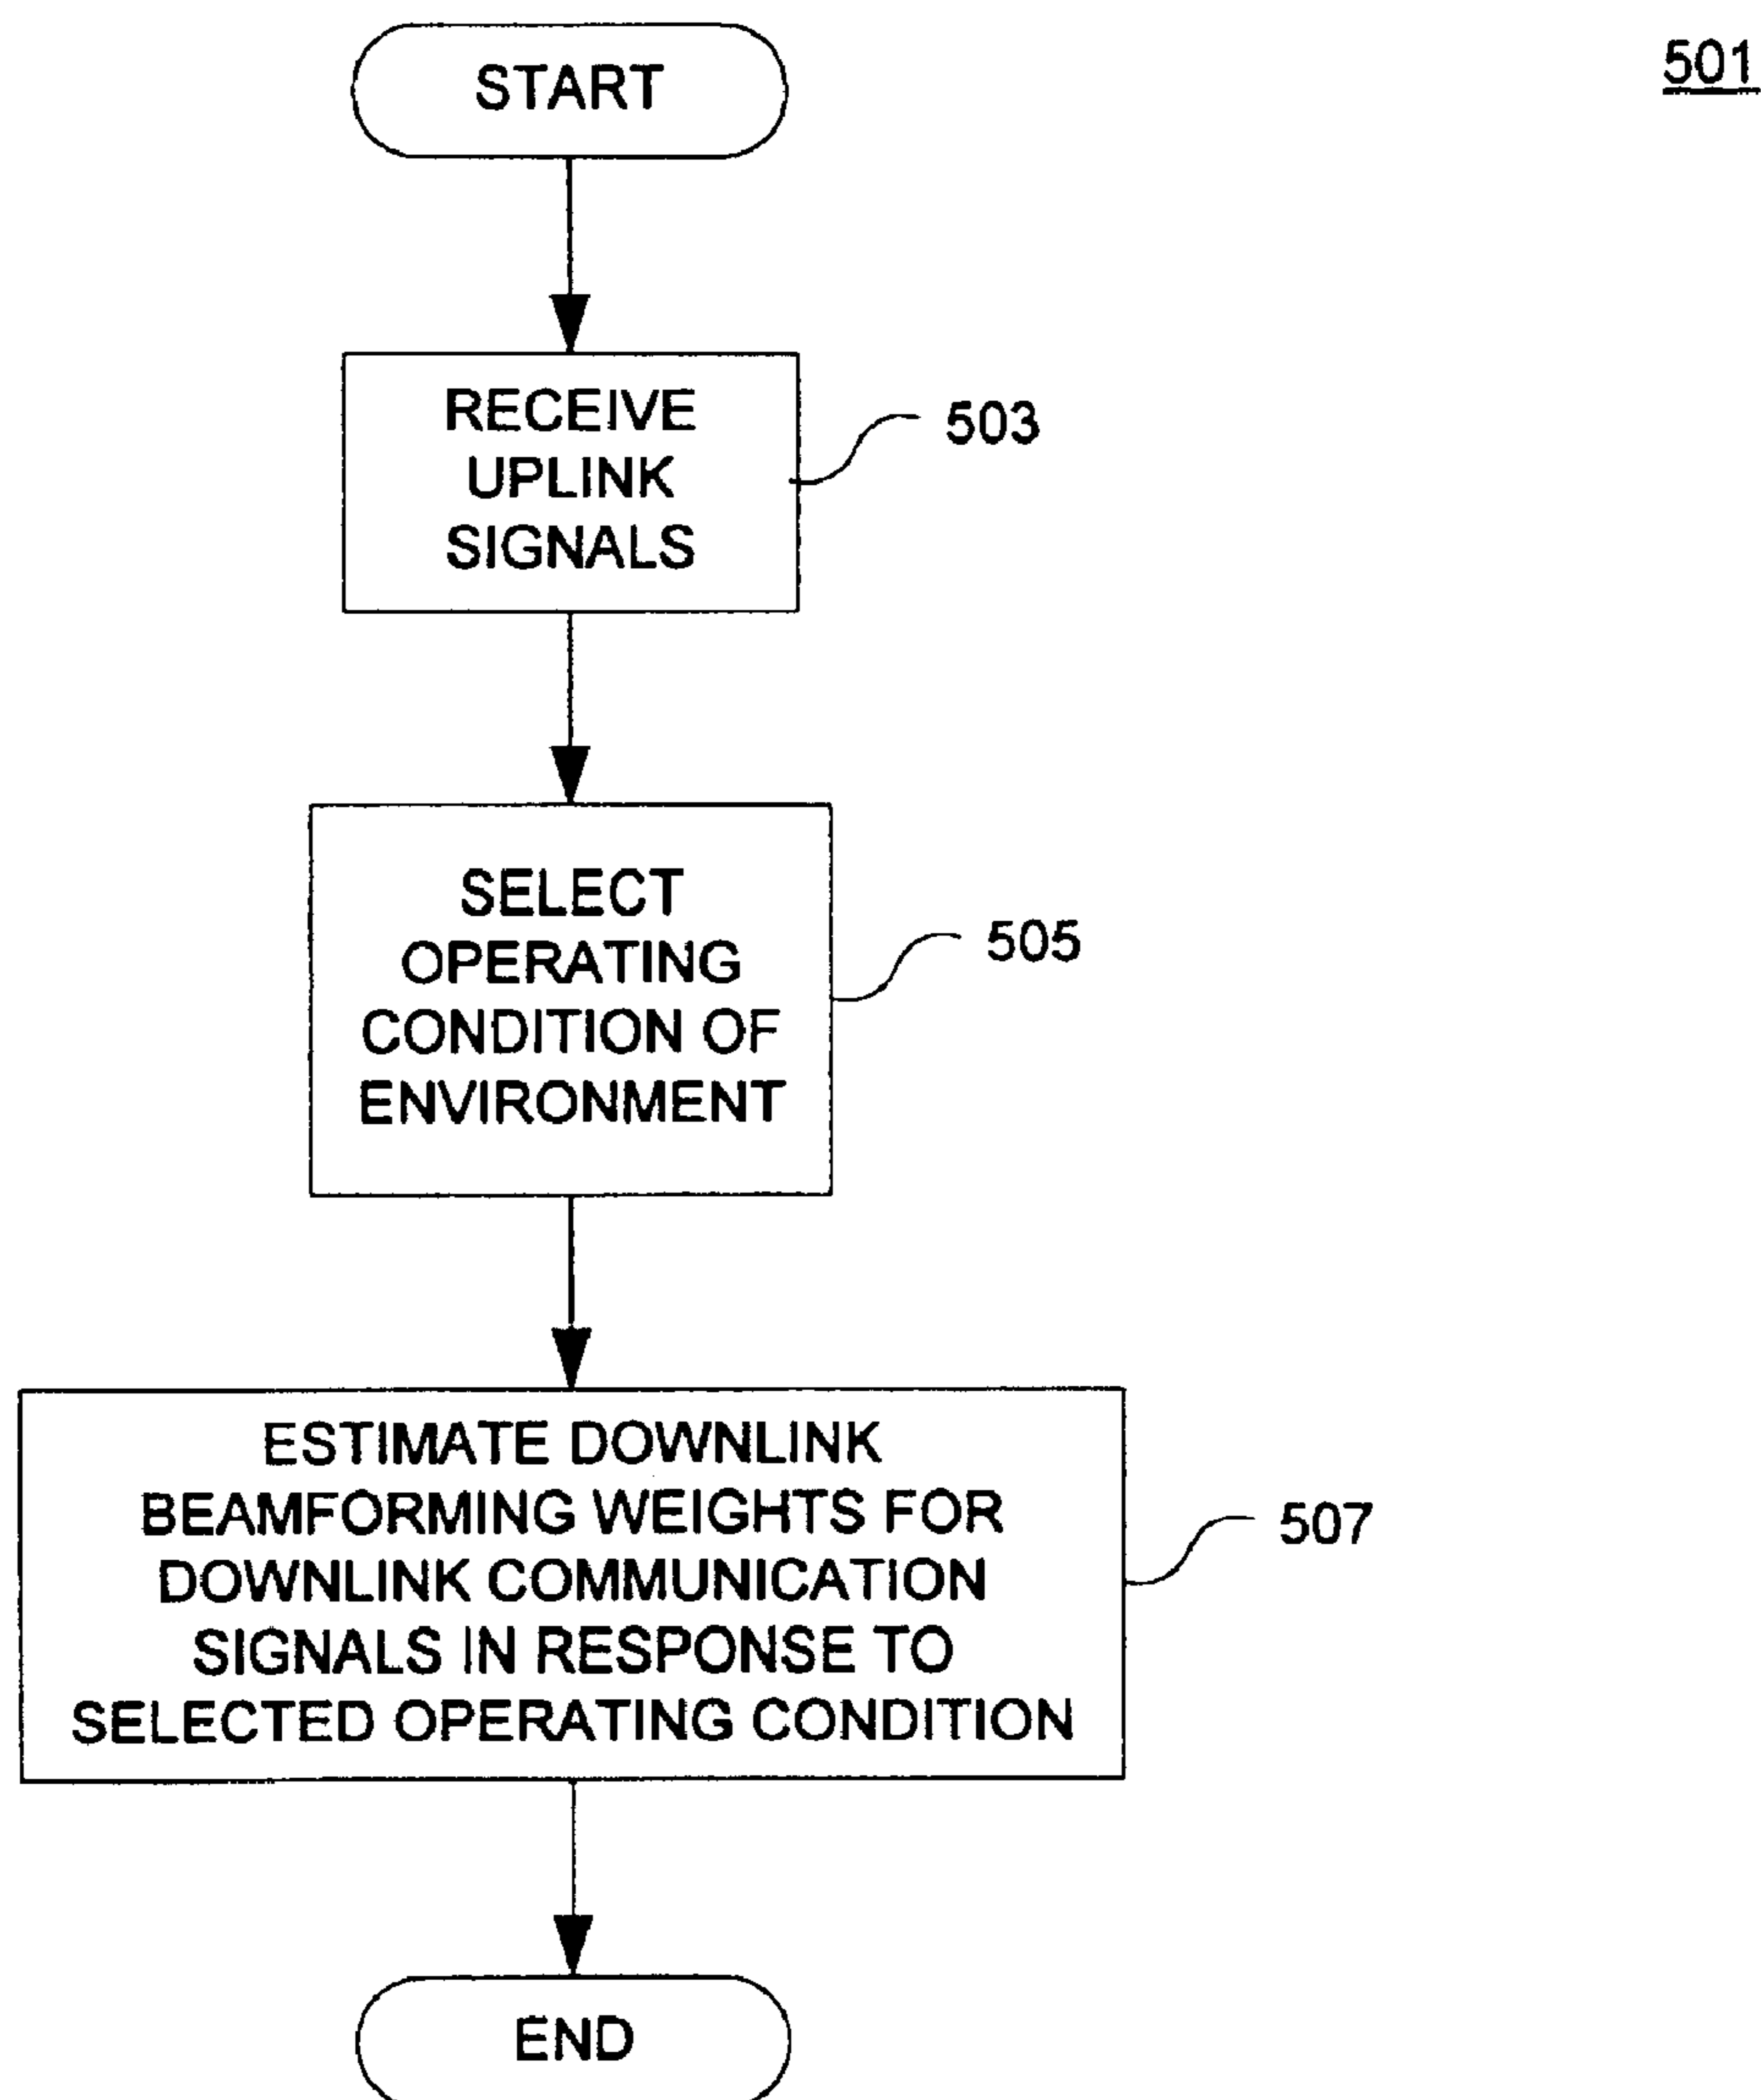 START
501
RECEIVE
UPLINK
SIGNALS
503
SELECT
OPERATING
CONDITION OF
ENVIRONMENT
505
ESTIMATE DOWNLINK
BEAMFORMING WEIGHTS FOR
DOWNLINK COMMUNICATION
SIGNALS IN RESPONSE TO
SELECTED OPERATING CONDITION
507
END